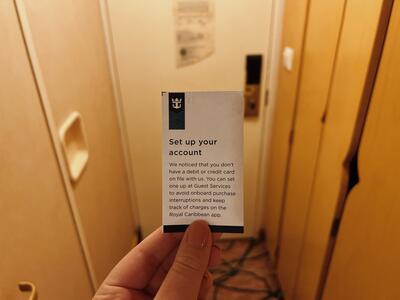 Set up your
account
We noticed that you don't
have a debit or credit card
on file with us. You can set
one up at Guest Services
to avoid onboard purchase
interruptions and keep
track of charges on the
Royal Caribbean app.